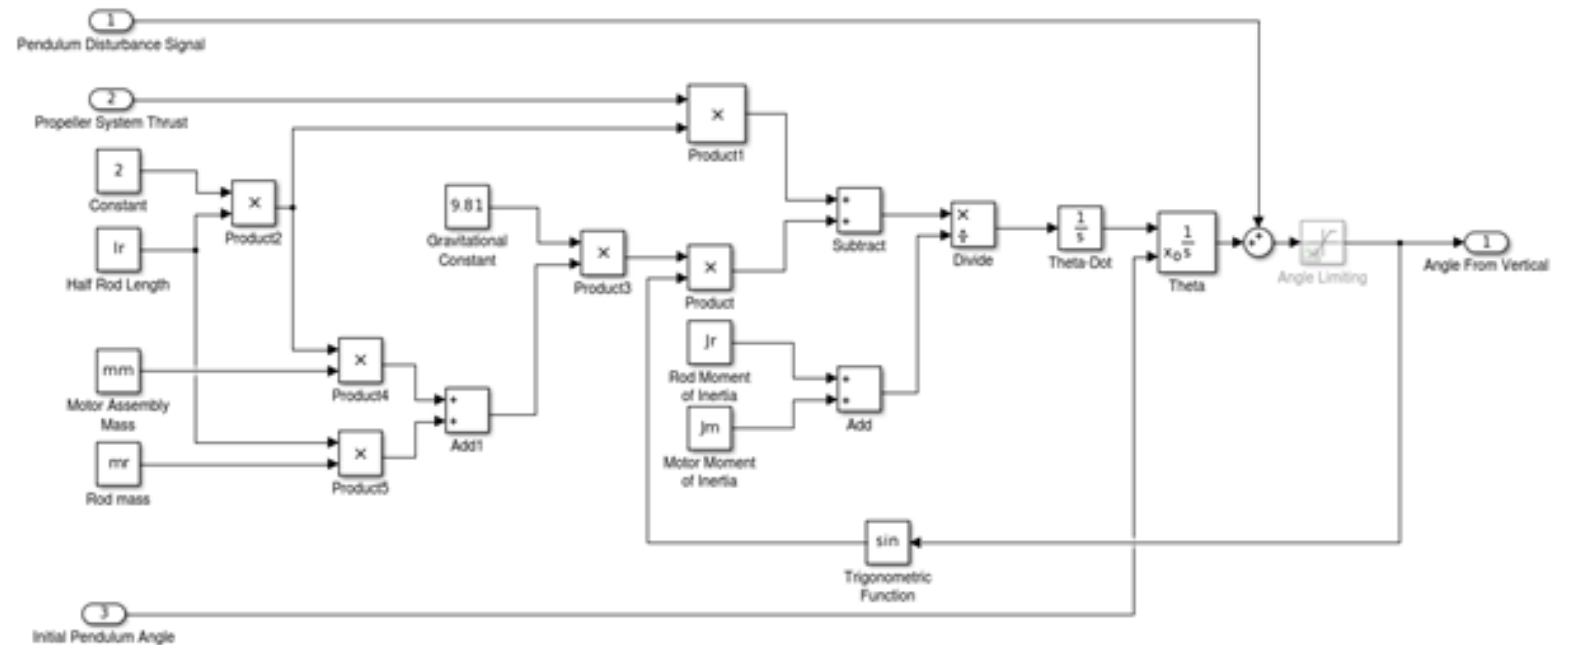 1
Pendulum Disturbance Signal
2
Propeller System Thrust
2
Constant
lr
Half Rod Length
mm
Motor Assembly
Mass
mr
Rod mass
3
Initial Pendulum Angle
×
Product2
×
Product4
×
Product5
9.81
Gravitational
Constant
+
+
Add1
×
Product3
×
Product1
×
Product
Jr
Rod Moment
of Inertia
Jm
Motor Moment
of Inertia
+
+
Subtract
+
+
Add
sin
Trigonometric
Function
×
÷
Divide
1
s
Theta-Dot
1
xo s
Theta
+
+
Angle Limiting
1
Angle From Vertical